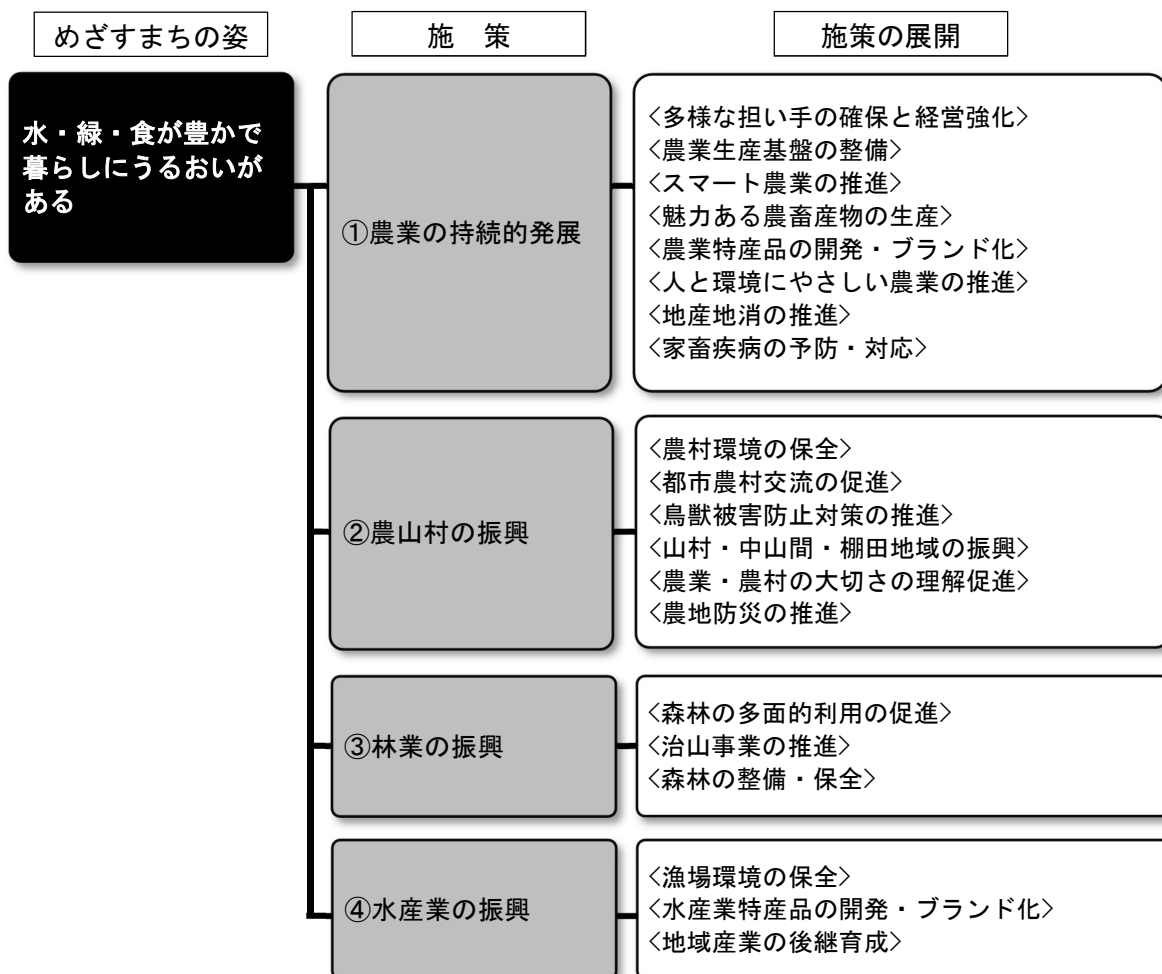 めざすまちの姿
施　策
施策の展開
水・緑・食が豊かで
暮らしにうるおいが
ある
①農業の持続的発展
<多様な担い手の確保と経営強化>
<農業生産基盤の整備>
<スマート農業の推進>
<魅力ある農畜産物の生産>
<農業特産品の開発・ブランド化>
<人と環境にやさしい農業の推進>
<地産地消の推進>
<家畜疾病の予防・対応>
②農山村の振興
<農村環境の保全>
<都市農村交流の促進>
<鳥獣被害防止対策の推進>
<山村・中山間・棚田地域の振興>
<農業・農村の大切さの理解促進>
<農地防災の推進>
③林業の振興
<森林の多面的利用の促進>
<治山事業の推進>
<森林の整備・保全>
④水産業の振興
<漁場環境の保全>
<水産業特産品の開発・ブランド化>
<地域産業の後継育成>